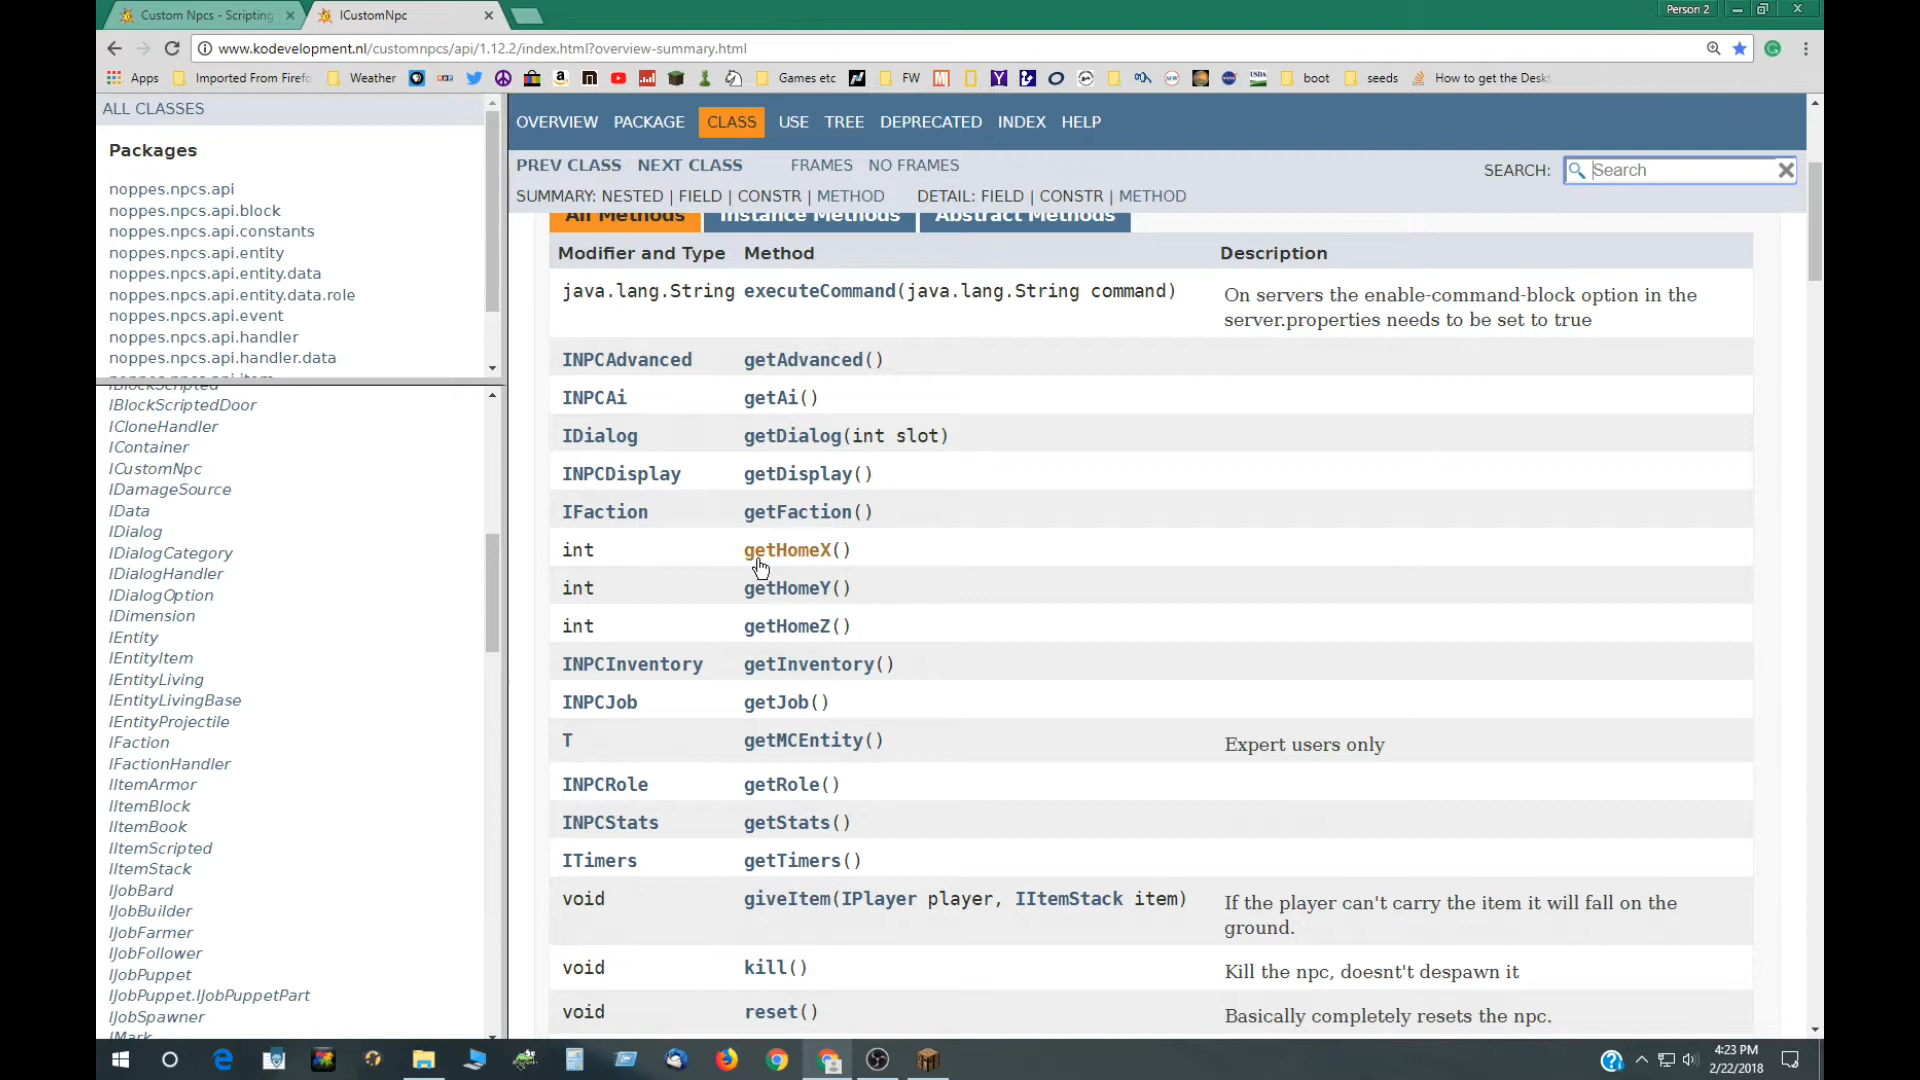 Custom Npcs - Scripting
ICustomNpc
Person 2
www.kodevelopment.nl/customnpcs/api/1.12.2/index.html?overview-summary.html
Apps
Imported From Firefo
Weather
Games etc
FW
boot
seeds
How to get the Desk
ALL CLASSES
Packages
noppes.npcs.api
noppes.npcs.api.block
noppes.npcs.api.constants
noppes.npcs.api.entity
noppes.npcs.api.entity.data
noppes.npcs.api.entity.data.role
noppes.npcs.api.event
noppes.npcs.api.handler
noppes.npcs.api.handler.data
noppes.npcs.api.item
IBlockScripted
IBlockScriptedDoor
ICloneHandler
IContainer
ICustomNpc
IDamageSource
IData
IDialog
IDialogCategory
IDialogHandler
IDialogOption
IDimension
IEntity
IEntityItem
IEntityLiving
IEntityLivingBase
IEntityProjectile
IFaction
IFactionHandler
IItemArmor
IItemBlock
IItemBook
IItemScripted
IItemStack
IJobBard
IJobBuilder
IJobFarmer
IJobFollower
IJobPuppet
IJobPuppet.IJobPuppetPart
IJobSpawner
IMark
OVERVIEW PACKAGE CLASS USE TREE DEPRECATED INDEX HELP
PREV CLASS NEXT CLASS FRAMES NO FRAMES
SEARCH: Search
SUMMARY: NESTED | FIELD | CONSTR | METHOD DETAIL: FIELD | CONSTR | METHOD
All Methods Instance Methods Abstract Methods
Modifier and Type Method Description
java.lang.String executeCommand(java.lang.String command) On servers the enable-command-block option in the
server.properties needs to be set to true
INPCAdvanced getAdvanced()
INPCAi getAi()
IDialog getDialog(int slot)
INPCDisplay getDisplay()
IFaction getFaction()
int getHomeX()
int getHomeY()
int getHomeZ()
INPCInventory getInventory()
INPCJob getJob()
T getMCEntity() Expert users only
INPCRole getRole()
INPCStats getStats()
ITimers getTimers()
void giveItem(IPlayer player, IItemStack item) If the player can't carry the item it will fall on the
ground.
void kill() Kill the npc, doesnt't despawn it
void reset() Basically completely resets the npc.
4:23 PM
2/22/2018